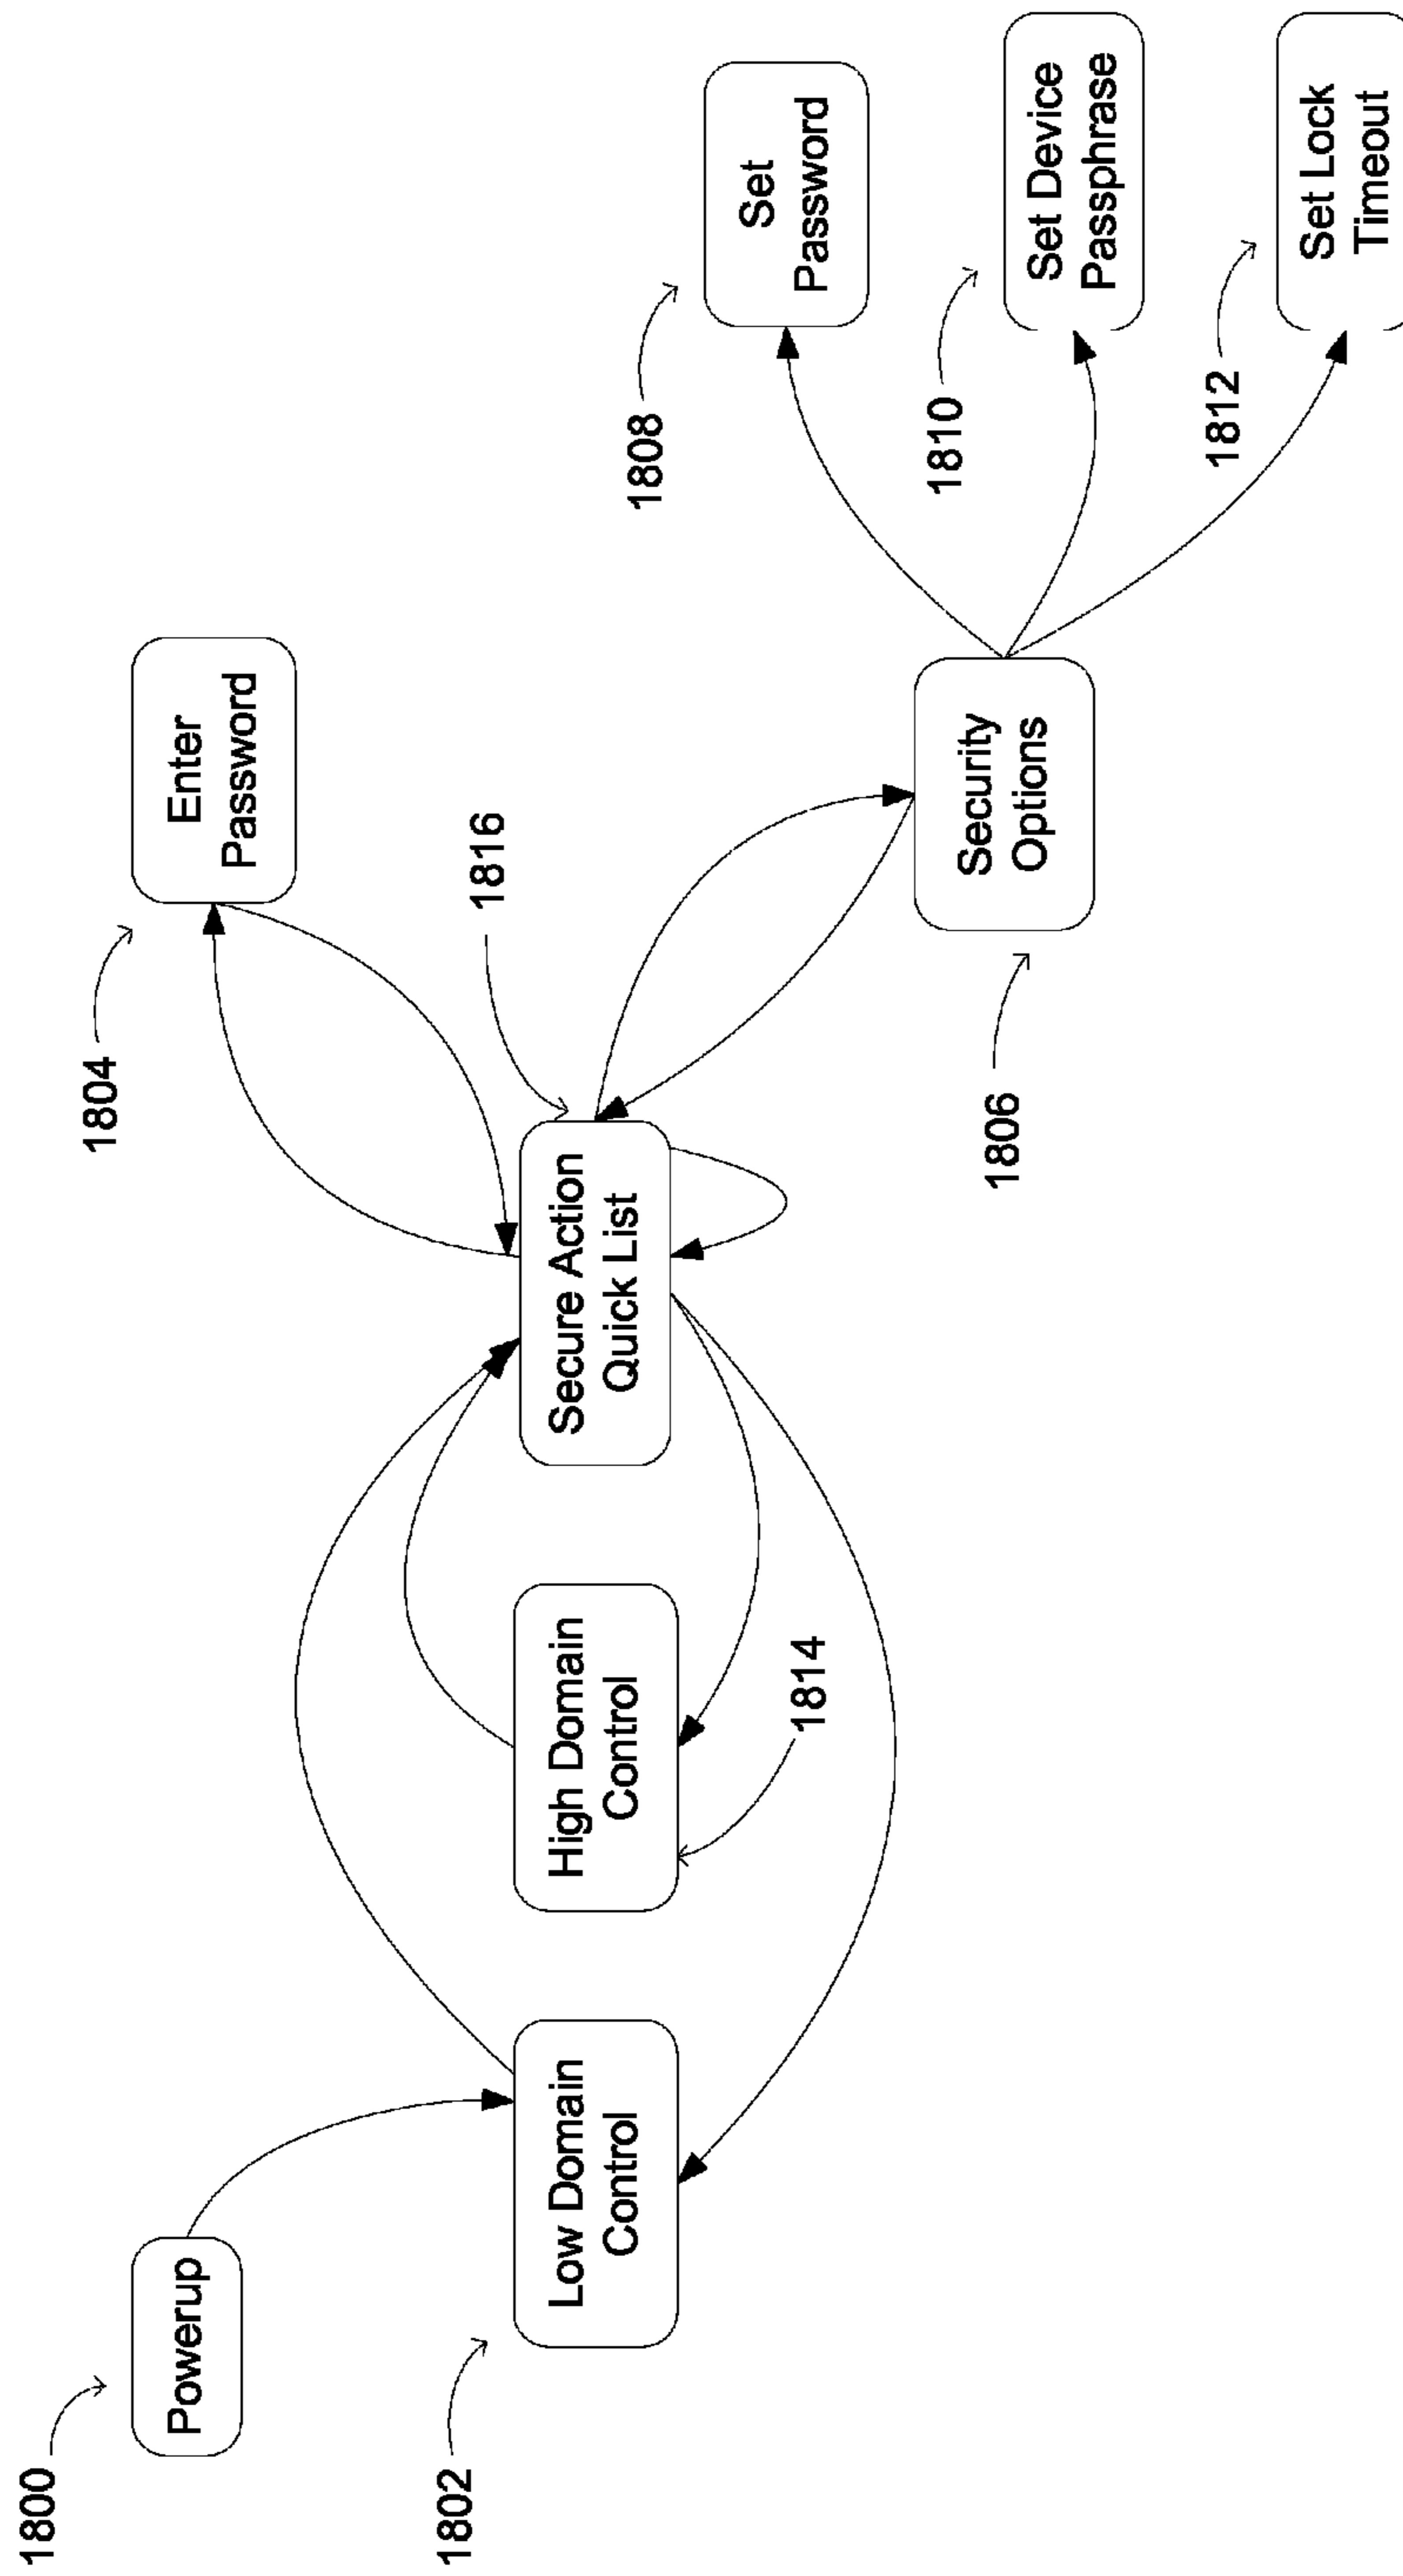 1800
Powerup
1804
Enter
Password
1802
Low Domain
Control
High Domain
Control
1814
Secure Action
Quick List
1816
1808
Set
Password
1806
Security
Options
1810
Set Device
Passphrase
1812
Set Lock
Timeout